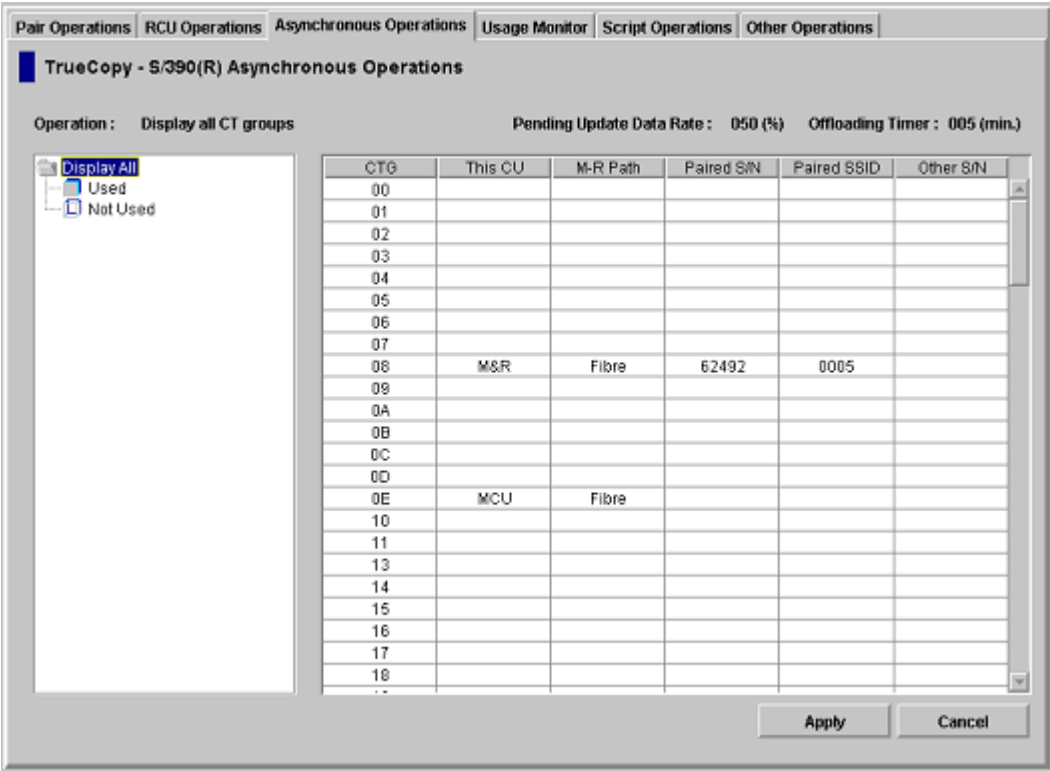 Pair Operations RCU Operations Asynchronous Operations Usage Monitor Script Operations Other Operations
TrueCopy - S/390(R) Asynchronous Operations
Operation : Display all CT groups Pending Update Data Rate : 050 (%) Offloading Timer : 005 (min.)
Display All
Used
Not Used
CTG This CU M-R Path Paired S/N Paired SSID Other S/N
00
01
02
03
04
05
06
07
08 M&R Fibre 62492 0005
09
0A
0B
0C
0D
0E MCU Fibre
10
11
13
14
15
16
17
18
Apply Cancel